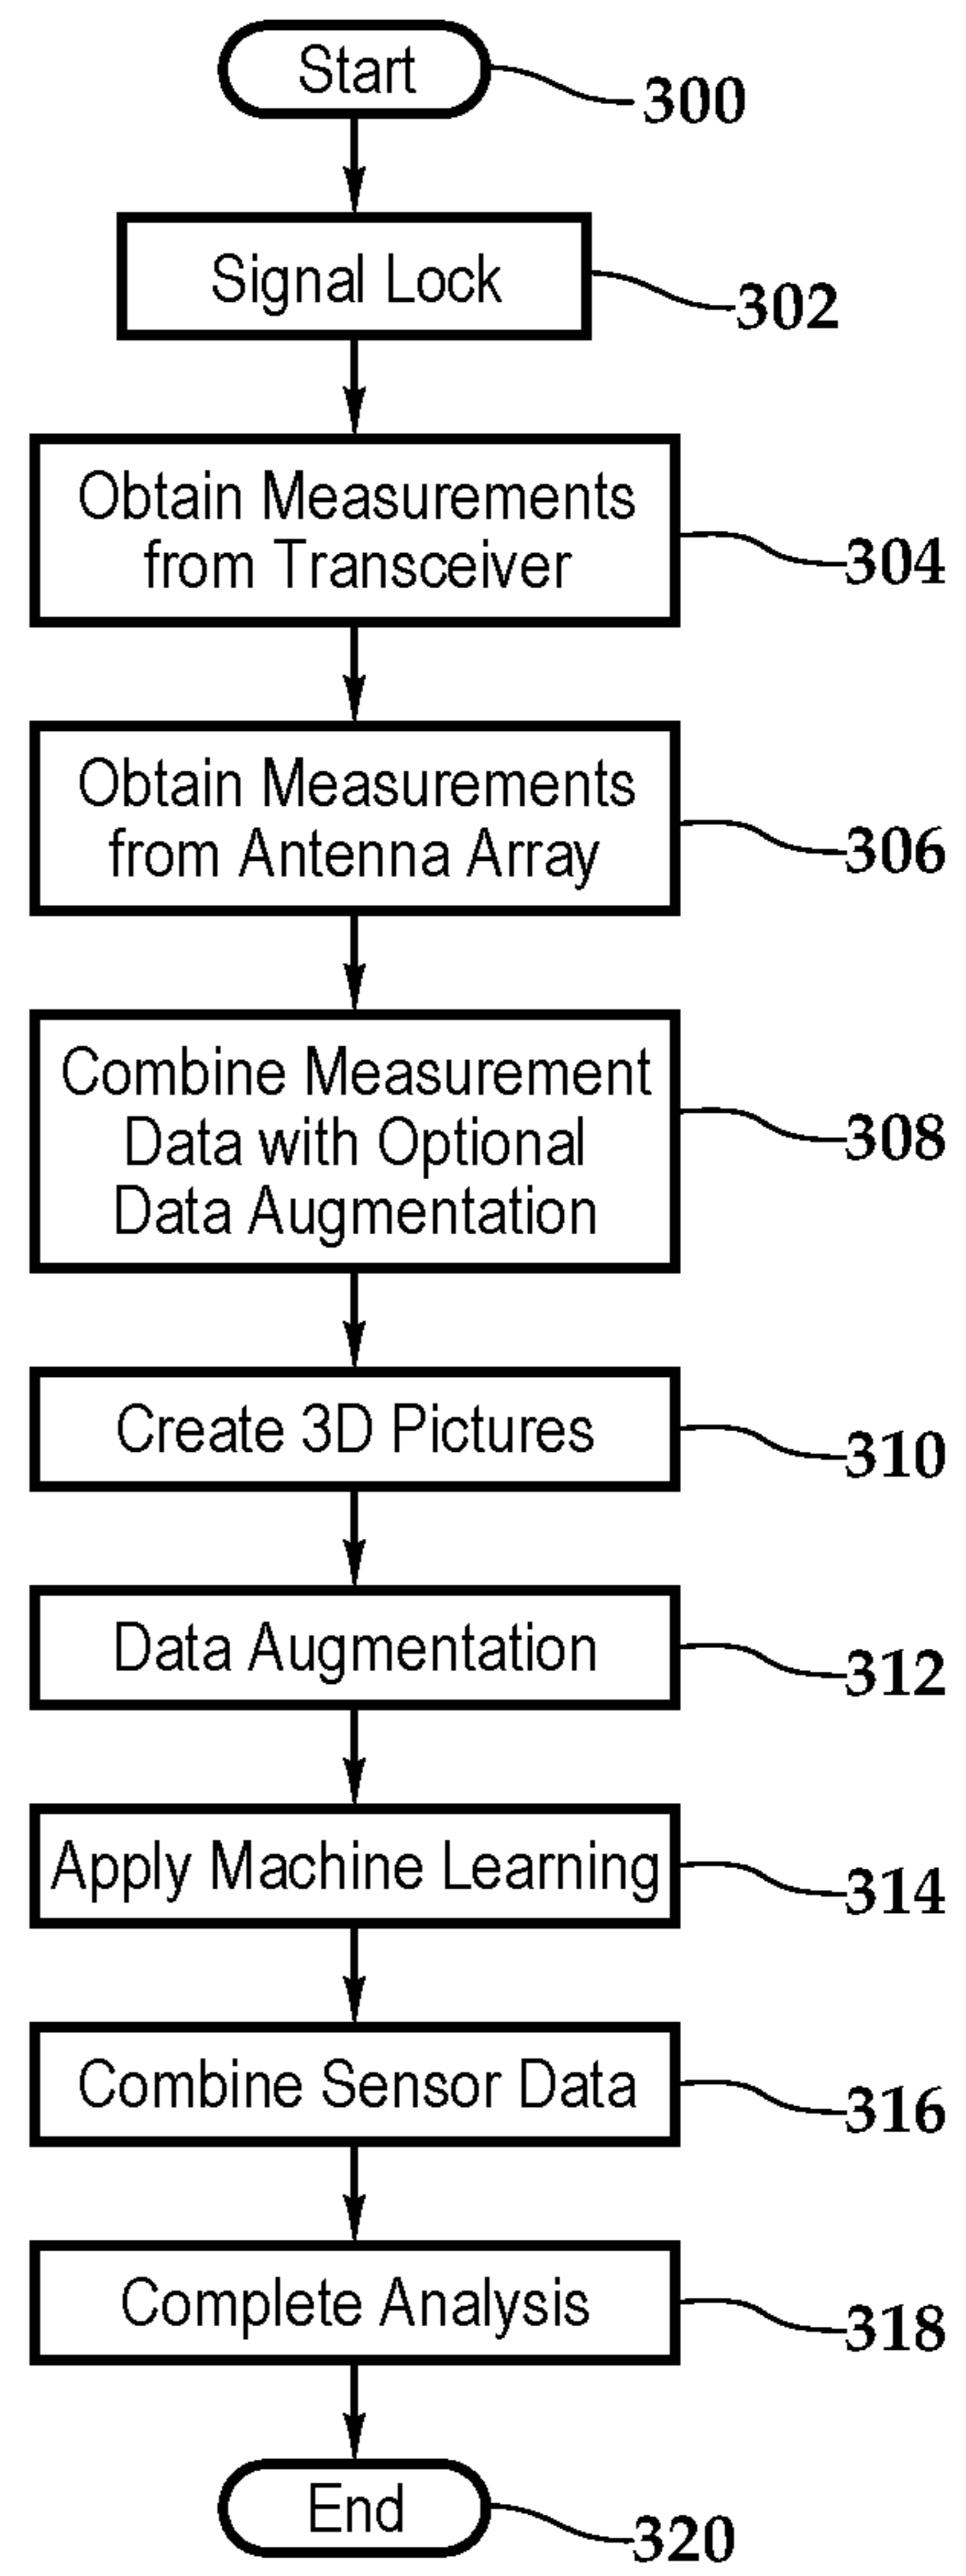 Start
300
Signal Lock
302
Obtain Measurements
from Transceiver
304
Obtain Measurements
from Antenna Array
306
Combine Measurement
Data with Optional
Data Augmentation
308
Create 3D Pictures
310
Data Augmentation
312
Apply Machine Learning
314
Combine Sensor Data
316
Complete Analysis
318
End
320